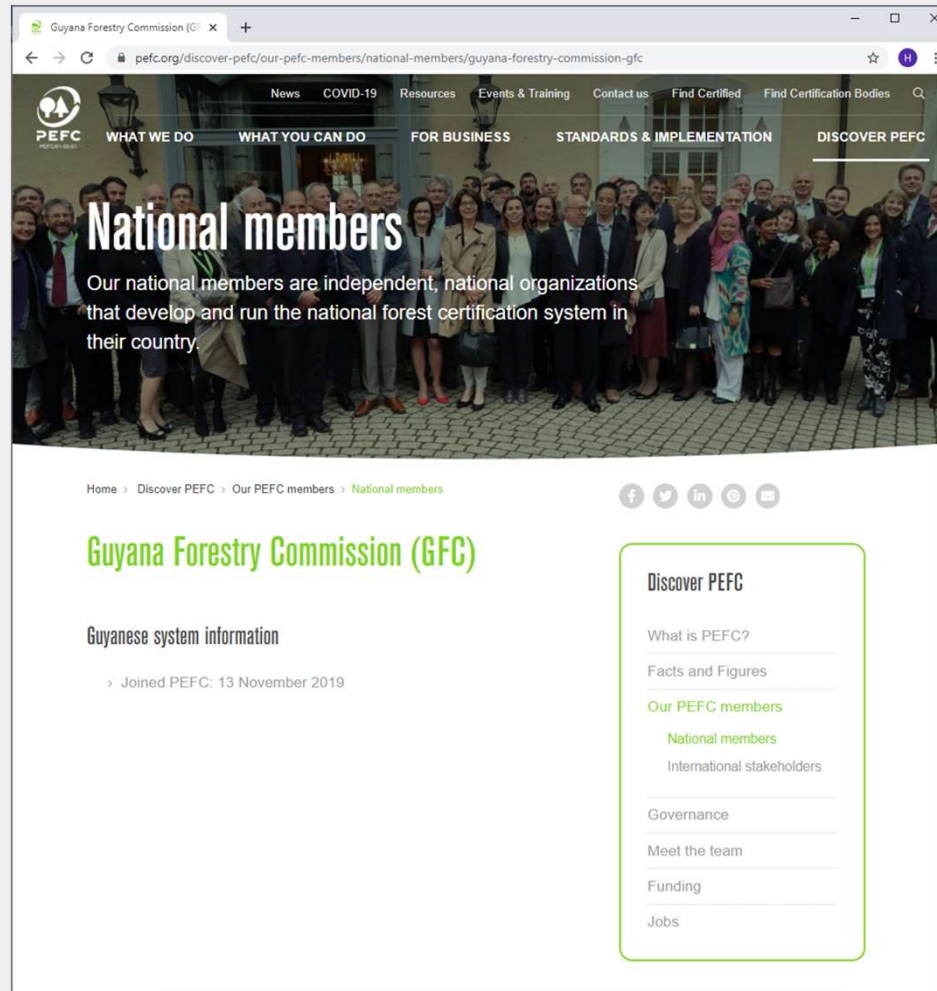 Guyana Forestry Commission (GF
pefc.org/discover-pefc/our-pefc-members/national-members/guyana-forestry-commission-gfc
H
News COVID-19 Resources Events & Training Contact us Find Certified Find Certification Bodies
PEFC
WHAT WE DO WHAT YOU CAN DO FOR BUSINESS STANDARDS & IMPLEMENTATION DISCOVER PEFC
National members
Our national members are independent, national organizations
that develop and run the national forest certification system in
their country.
Home > Discover PEFC > Our PEFC members > National members
Guyana Forestry Commission (GFC)
Guyanese system information
> Joined PEFC: 13 November 2019
Discover PEFC
What is PEFC?
Facts and Figures
Our PEFC members
National members
International stakeholders
Governance
Meet the team
Funding
Jobs